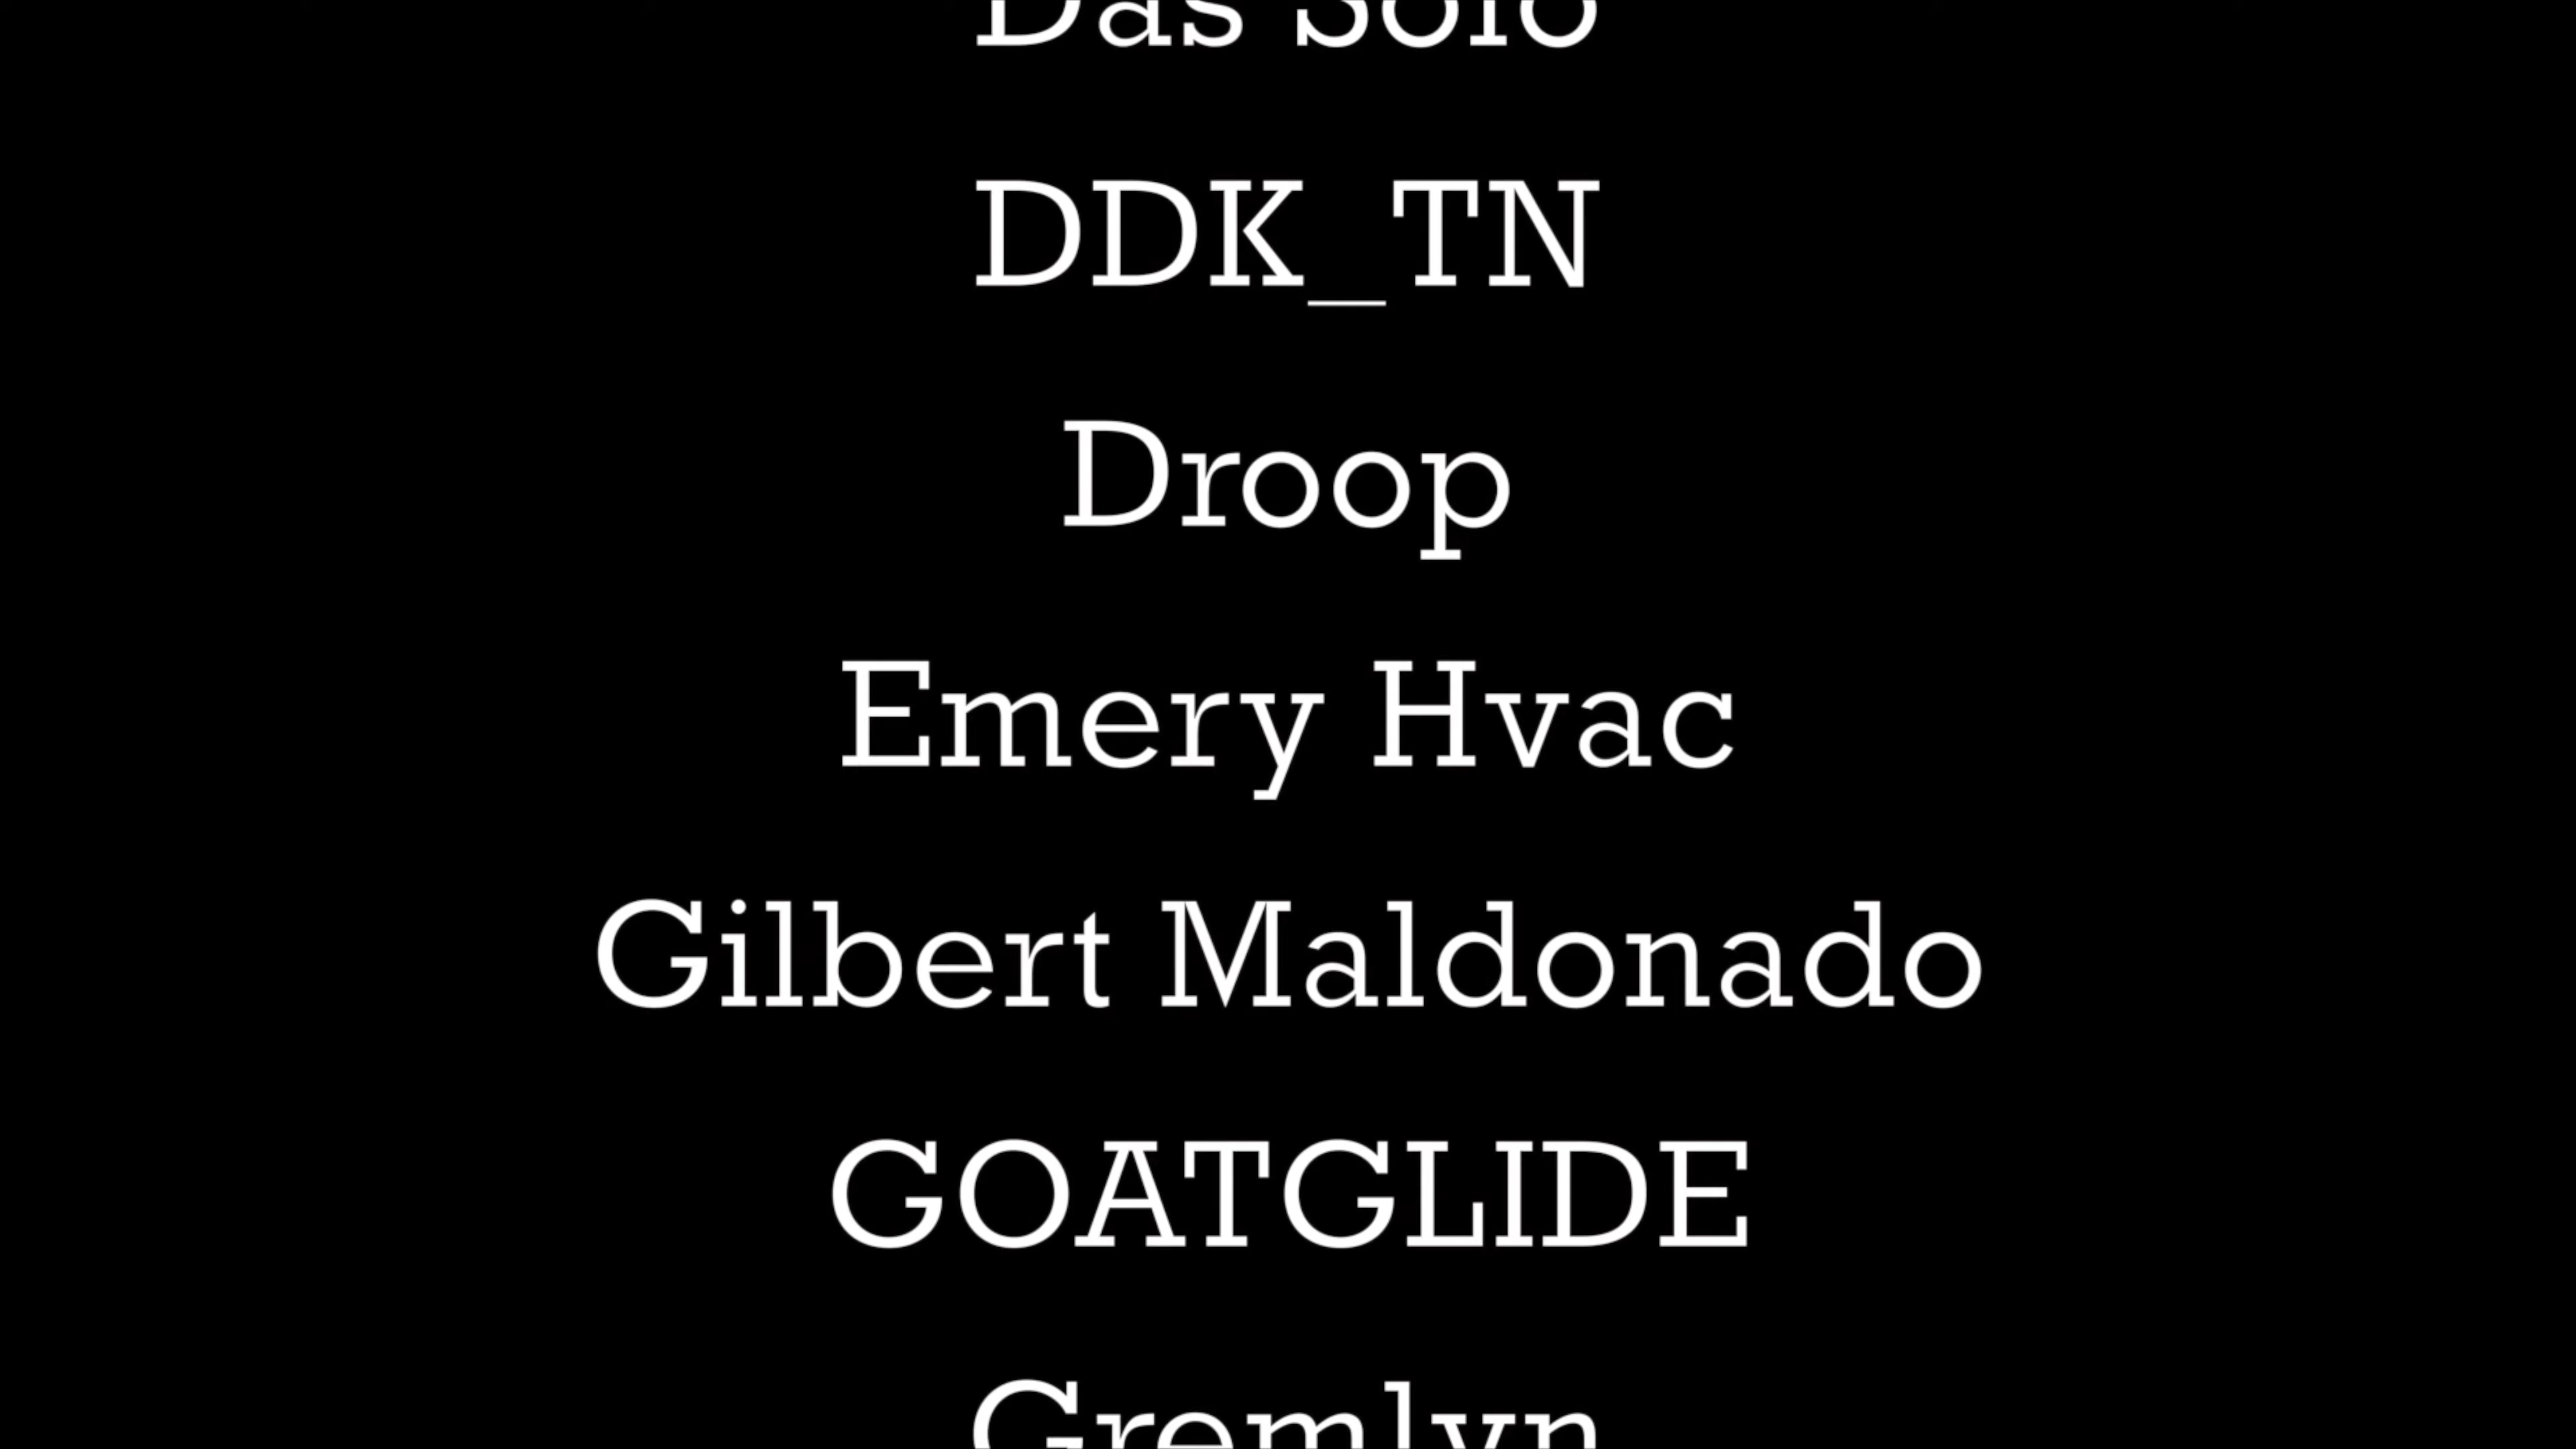 Das Solo
DDK_TN
Droop
Emery Hvac
Gilbert Maldonado
GOATGLIDE
Gremlyn